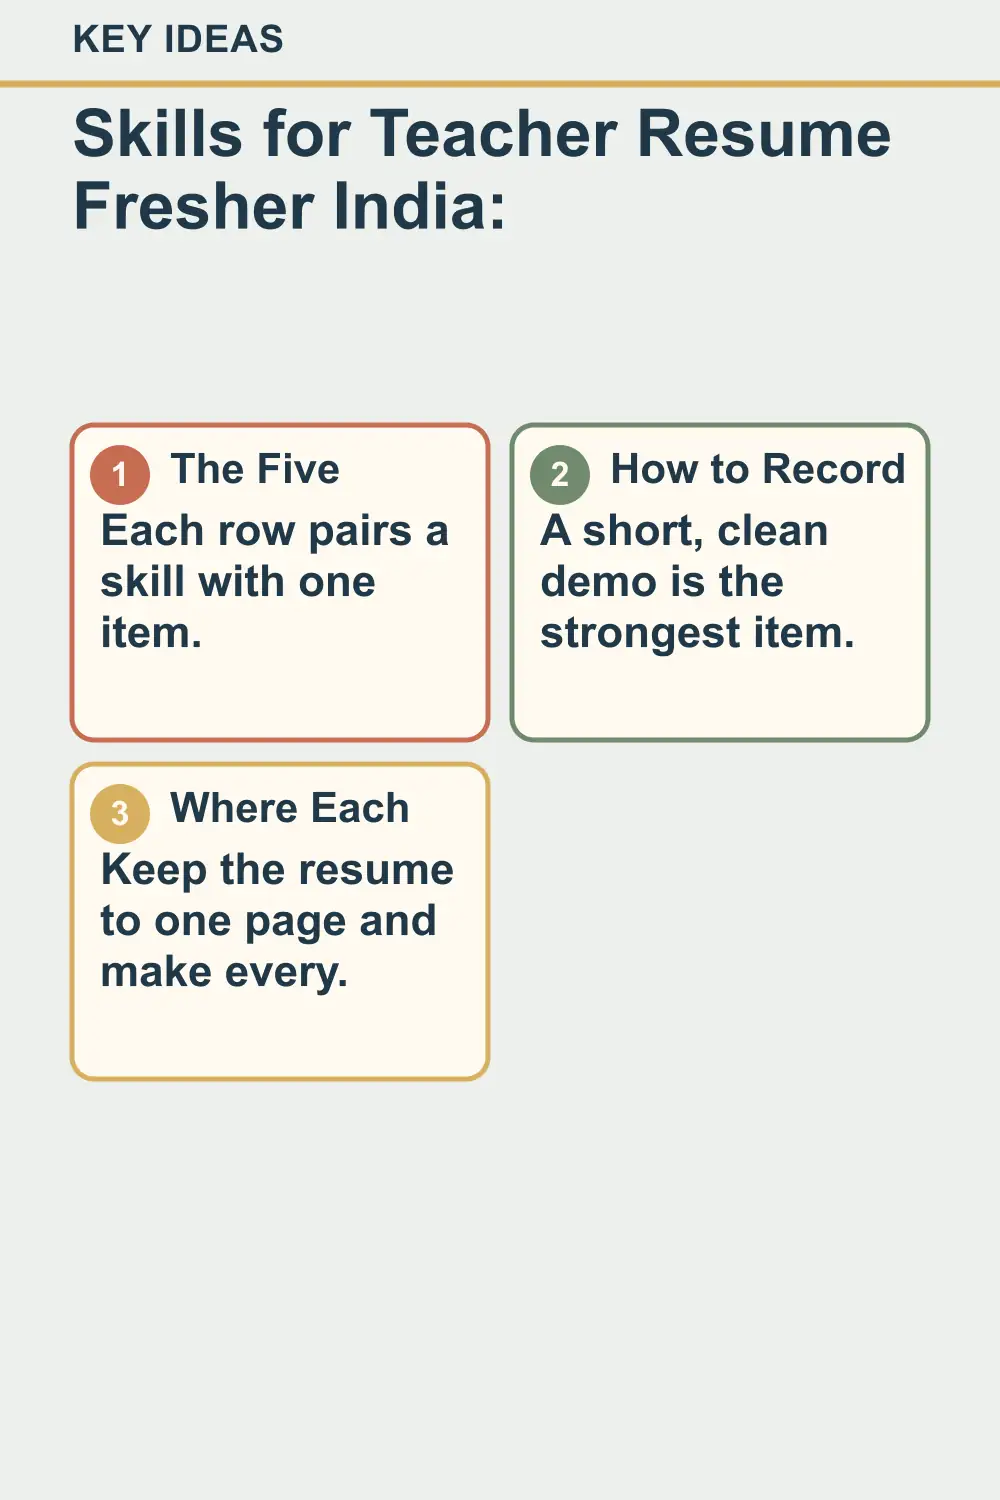 KEY IDEAS
Skills for Teacher Resume
Fresher India:
1 The Five
Each row pairs a
skill with one
item.
2 How to Record
A short, clean
demo is the
strongest item.
3 Where Each
Keep the resume
to one page and
make every.